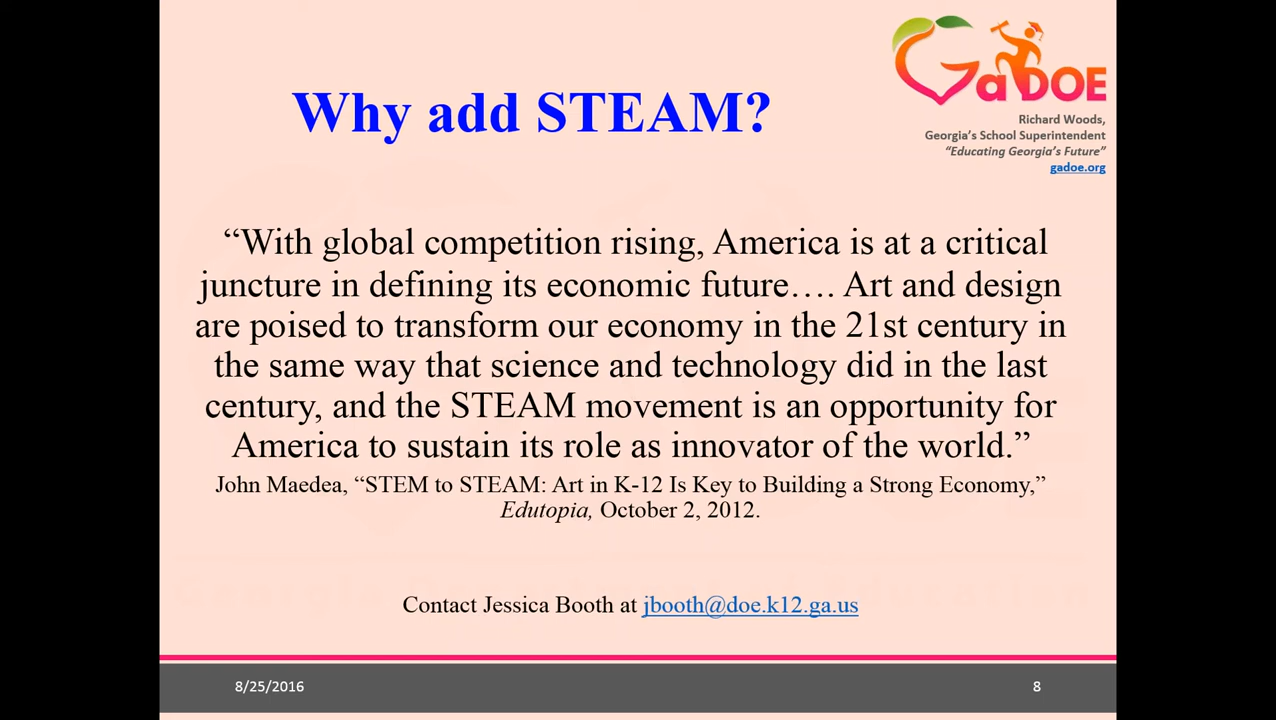 Why add STEAM?
GaDOE
Richard Woods,
Georgia's School Superintendent
“Educating Georgia's Future”
gadoe.org
“With global competition rising, America is at a critical
juncture in defining its economic future…. Art and design
are poised to transform our economy in the 21st century in
the same way that science and technology did in the last
century, and the STEAM movement is an opportunity for
America to sustain its role as innovator of the world.”
John Maedea, “STEM to STEAM: Art in K-12 Is Key to Building a Strong Economy,”
Edutopia, October 2, 2012.
Georgia Department of Education
Contact Jessica Booth at jbooth@doe.k12.ga.us
8/25/2016
8